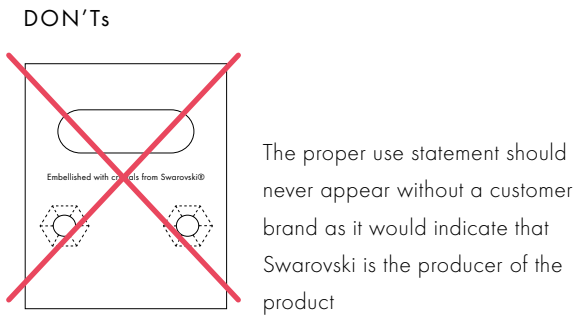 DON'Ts
Embellished with crystals from Swarovski®
The proper use statement should
never appear without a customer
brand as it would indicate that
Swarovski is the producer of the
product